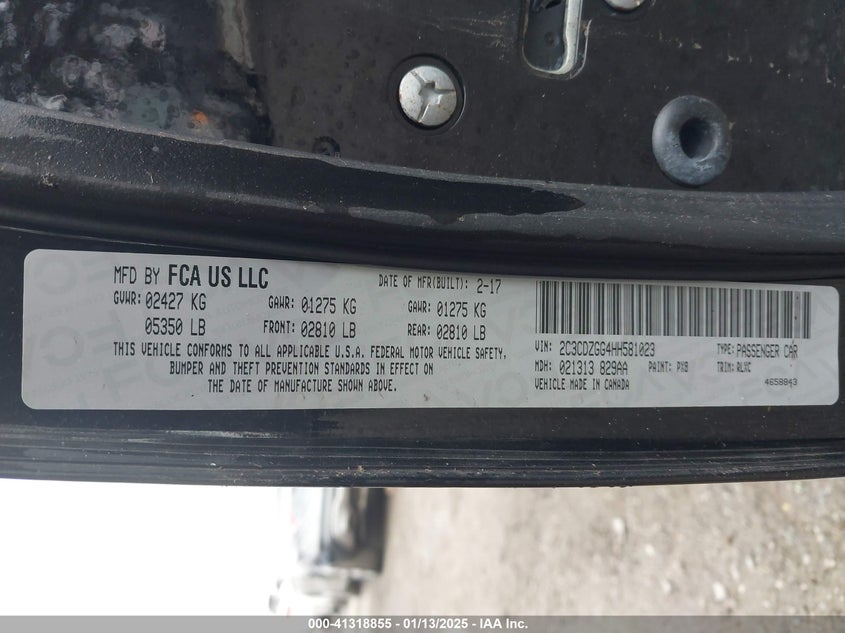 MFD BY FCA US LLC
DATE OF MFR(BUILT): 2-17
GVWR: 02427 KG
GAWR: 01275 KG
GAWR: 01275 KG
05350 LB
FRONT: 02810 LB
REAR: 02810 LB
THIS VEHICLE CONFORMS TO ALL APPLICABLE U.S.A. FEDERAL MOTOR VEHICLE SAFETY,
BUMPER AND THEFT PREVENTION STANDARDS IN EFFECT ON
THE DATE OF MANUFACTURE SHOWN ABOVE.
VIN: 2C3CDZGG4HH581023
TYPE: PASSENGER CAR
MDH: 021313 829AA
PAINT: PX8
TRIM: RLXC
VEHICLE MADE IN CANADA
4658843
000-41318855 - 01/13/2025 - IAA Inc.